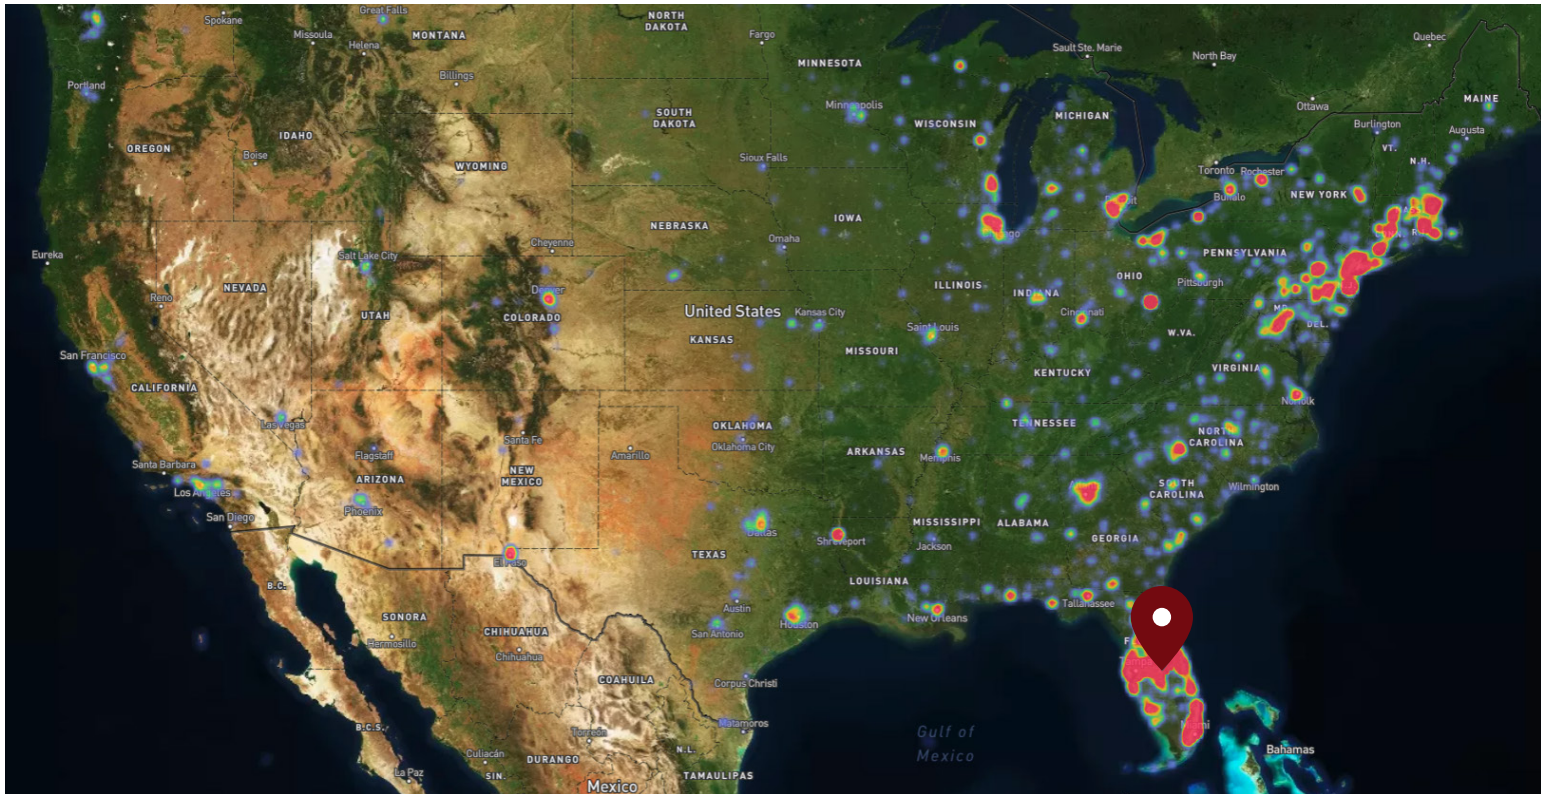 Great Falls
Spokane
NORTH
DAKOTA
Missoula
Helena
MONTANA
Fargo
Quebec
Sault Ste. Marie
North Bay
MINNESOTA
Billings
Portland
Minneapolis
Ottawa
MAINE
SOUTH
DAKOTA
WISCONSIN
MICHIGAN
Burlington
Augusta
IDAHO
OREGON
Boise
VT.
WYOMING
Sioux Falls
N.H.
Toronto
Rochester
Buffalo
NEW YORK
IOWA
NEBRASKA
Omaha
Cheyenne
Eureka
Salt Lake City
PENNSYLVANIA
OHIO
Pittsburgh
NEVADA
Denver
ILLINOIS
INDIANA
Reno
UTAH
COLORADO
United States
Kansas City
Cincinnati
MD.
DEL.
Saint Louis
W.VA.
KANSAS
MISSOURI
San Francisco
KENTUCKY
VIRGINIA
CALIFORNIA
Norfolk
Las Vegas
OKLAHOMA
TENNESSEE
NORTH
CAROLINA
Santa Fe
Oklahoma City
Flagstaff
Amarillo
ARKANSAS
Memphis
Santa Barbara
NEW
MEXICO
ARIZONA
Los Angeles
SOUTH
CAROLINA
Wilmington
Phoenix
San Diego
MISSISSIPPI
ALABAMA
Dallas
Shreveport
Jackson
GEORGIA
El Paso
TEXAS
B.C.
LOUISIANA
Austin
Tallahassee
SONORA
New Orleans
Houston
San Antonio
CHIHUAHUA
Hermosillo
Chihuahua
Tampa
COAHUILA
Corpus Christi
B.C.S.
Matamoros
Miami
Torreón
Gulf of
Mexico
Culiacán
N.L.
Bahamas
DURANGO
La Paz
SIN.
TAMAULIPAS
Mexico